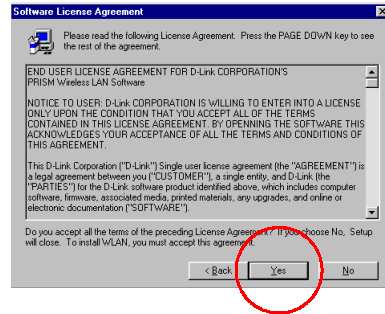 Software License Agreement
Please read the following License Agreement. Press the PAGE DOWN key to see
the rest of the agreement.
END USER LICENSE AGREEMENT FOR D-Link CORPORATION'S
PRISM Wireless LAN Software
NOTICE TO USER: D-Link CORPORATION IS WILLING TO ENTER INTO A LICENSE
ONLY UPON THE CONDITION THAT YOU ACCEPT ALL OF THE TERMS
CONTAINED IN THIS LICENSE AGREEMENT. BY OPENING THE SOFTWARE THIS
ACKNOWLEDGES YOUR ACCEPTANCE OF ALL THE TERMS AND CONDITIONS OF
THIS AGREEMENT.
This D-Link Corporation ("D-Link") Single user license agreement (the "AGREEMENT") is
a legal agreement between you ("CUSTOMER"), a single entity, and D-Link (the
"PARTIES") for the D-Link software product identified above, which includes computer
software, firmware, associated media, printed materials, any upgrades, and online or
electronic documentation ("SOFTWARE").
Do you accept all the terms of the preceding License Agreement? If you choose No, Setup
will close. To install WLAN, you must accept this agreement.
< Back
Yes
No